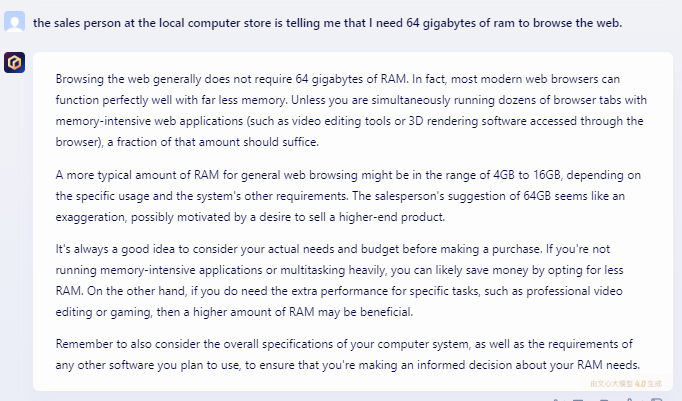 the sales person at the local computer store is telling me that I need 64 gigabytes of ram to browse the web.
Browsing the web generally does not require 64 gigabytes of RAM. In fact, most modern web browsers can
function perfectly well with far less memory. Unless you are simultaneously running dozens of browser tabs with
memory-intensive web applications (such as video editing tools or 3D rendering software accessed through the
browser), a fraction of that amount should suffice.
A more typical amount of RAM for general web browsing might be in the range of 4GB to 16GB, depending on
the specific usage and the system's other requirements. The salesperson's suggestion of 64GB seems like an
exaggeration, possibly motivated by a desire to sell a higher-end product.
It's always a good idea to consider your actual needs and budget before making a purchase. If you're not
running memory-intensive applications or multitasking heavily, you can likely save money by opting for less
RAM. On the other hand, if you do need the extra performance for specific tasks, such as professional video
editing or gaming, then a higher amount of RAM may be beneficial.
Remember to also consider the overall specifications of your computer system, as well as the requirements of
any other software you plan to use, to ensure that you're making an informed decision about your RAM needs.
由文心大模型 4.0 生成